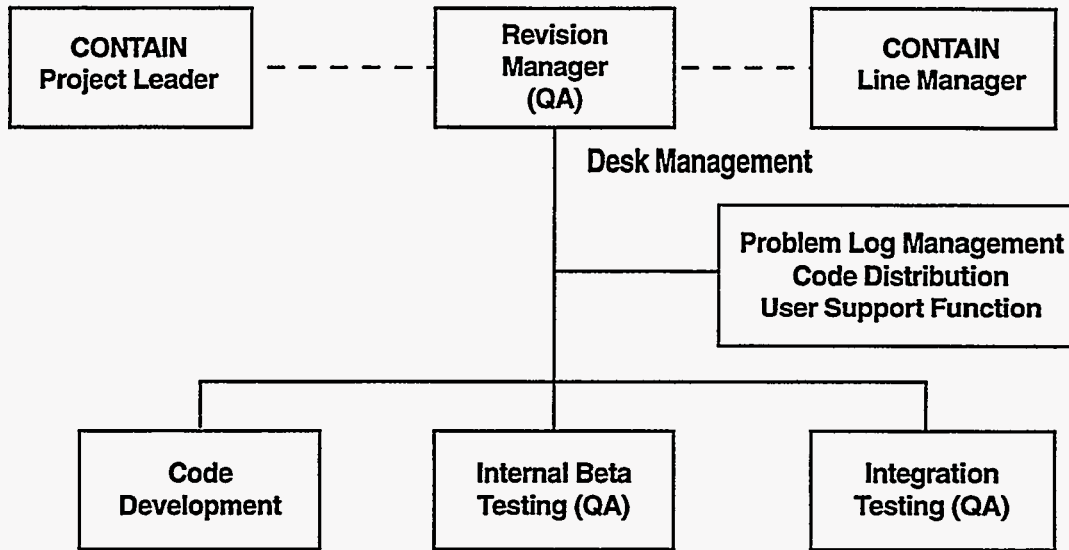 CONTAIN
Project Leader
Revision
Manager
(QA)
CONTAIN
Line Manager
Desk Management
Problem Log Management
Code Distribution
User Support Function
Code
Development
Internal Beta
Testing (QA)
Integration
Testing (QA)